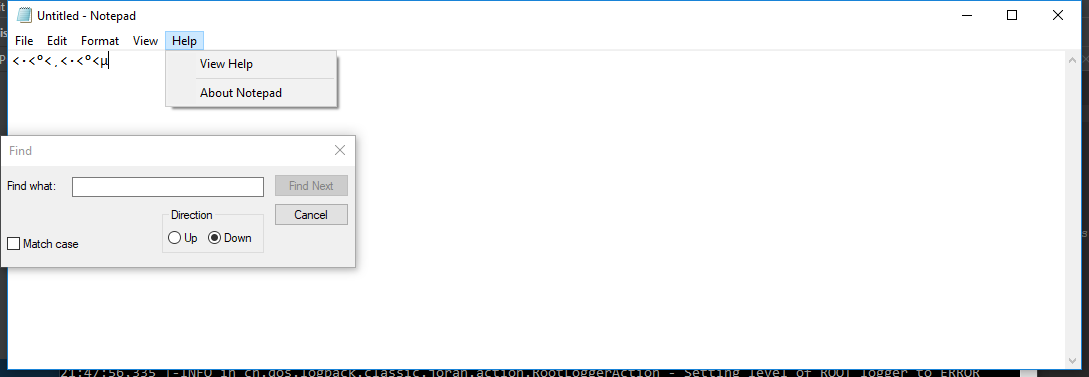 Untitled - Notepad
File Edit Format View Help
<·<º<¸<·<º<µ
View Help
About Notepad
Find
Find what:
Find Next
Direction
Cancel
Up Down
Match case
21:47:56.335 |-INFO in ch.qos.logback.classic.joran.action.RootLoggerAction - Setting level of ROOT logger to ERROR